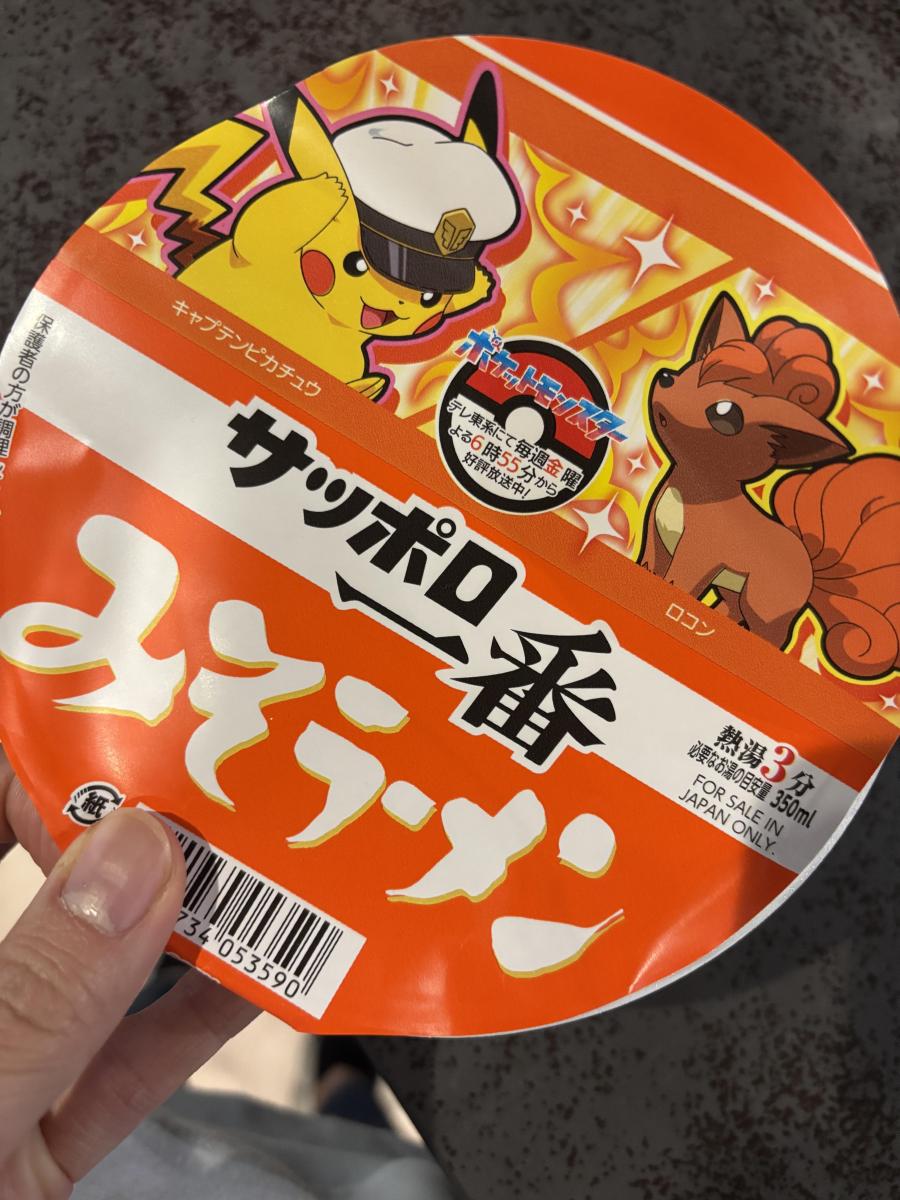 キャプテンピカチュウ
ポケットモンスター
テレ東系にて毎週金曜
よる6時55分から
好評放送中!
ロコン
保護者の方が調理
サッポロ
一番
みそラーメン
熱湯3分
必要なお湯の目安量 350ml
FOR SALE IN
JAPAN ONLY.
紙
734 053590